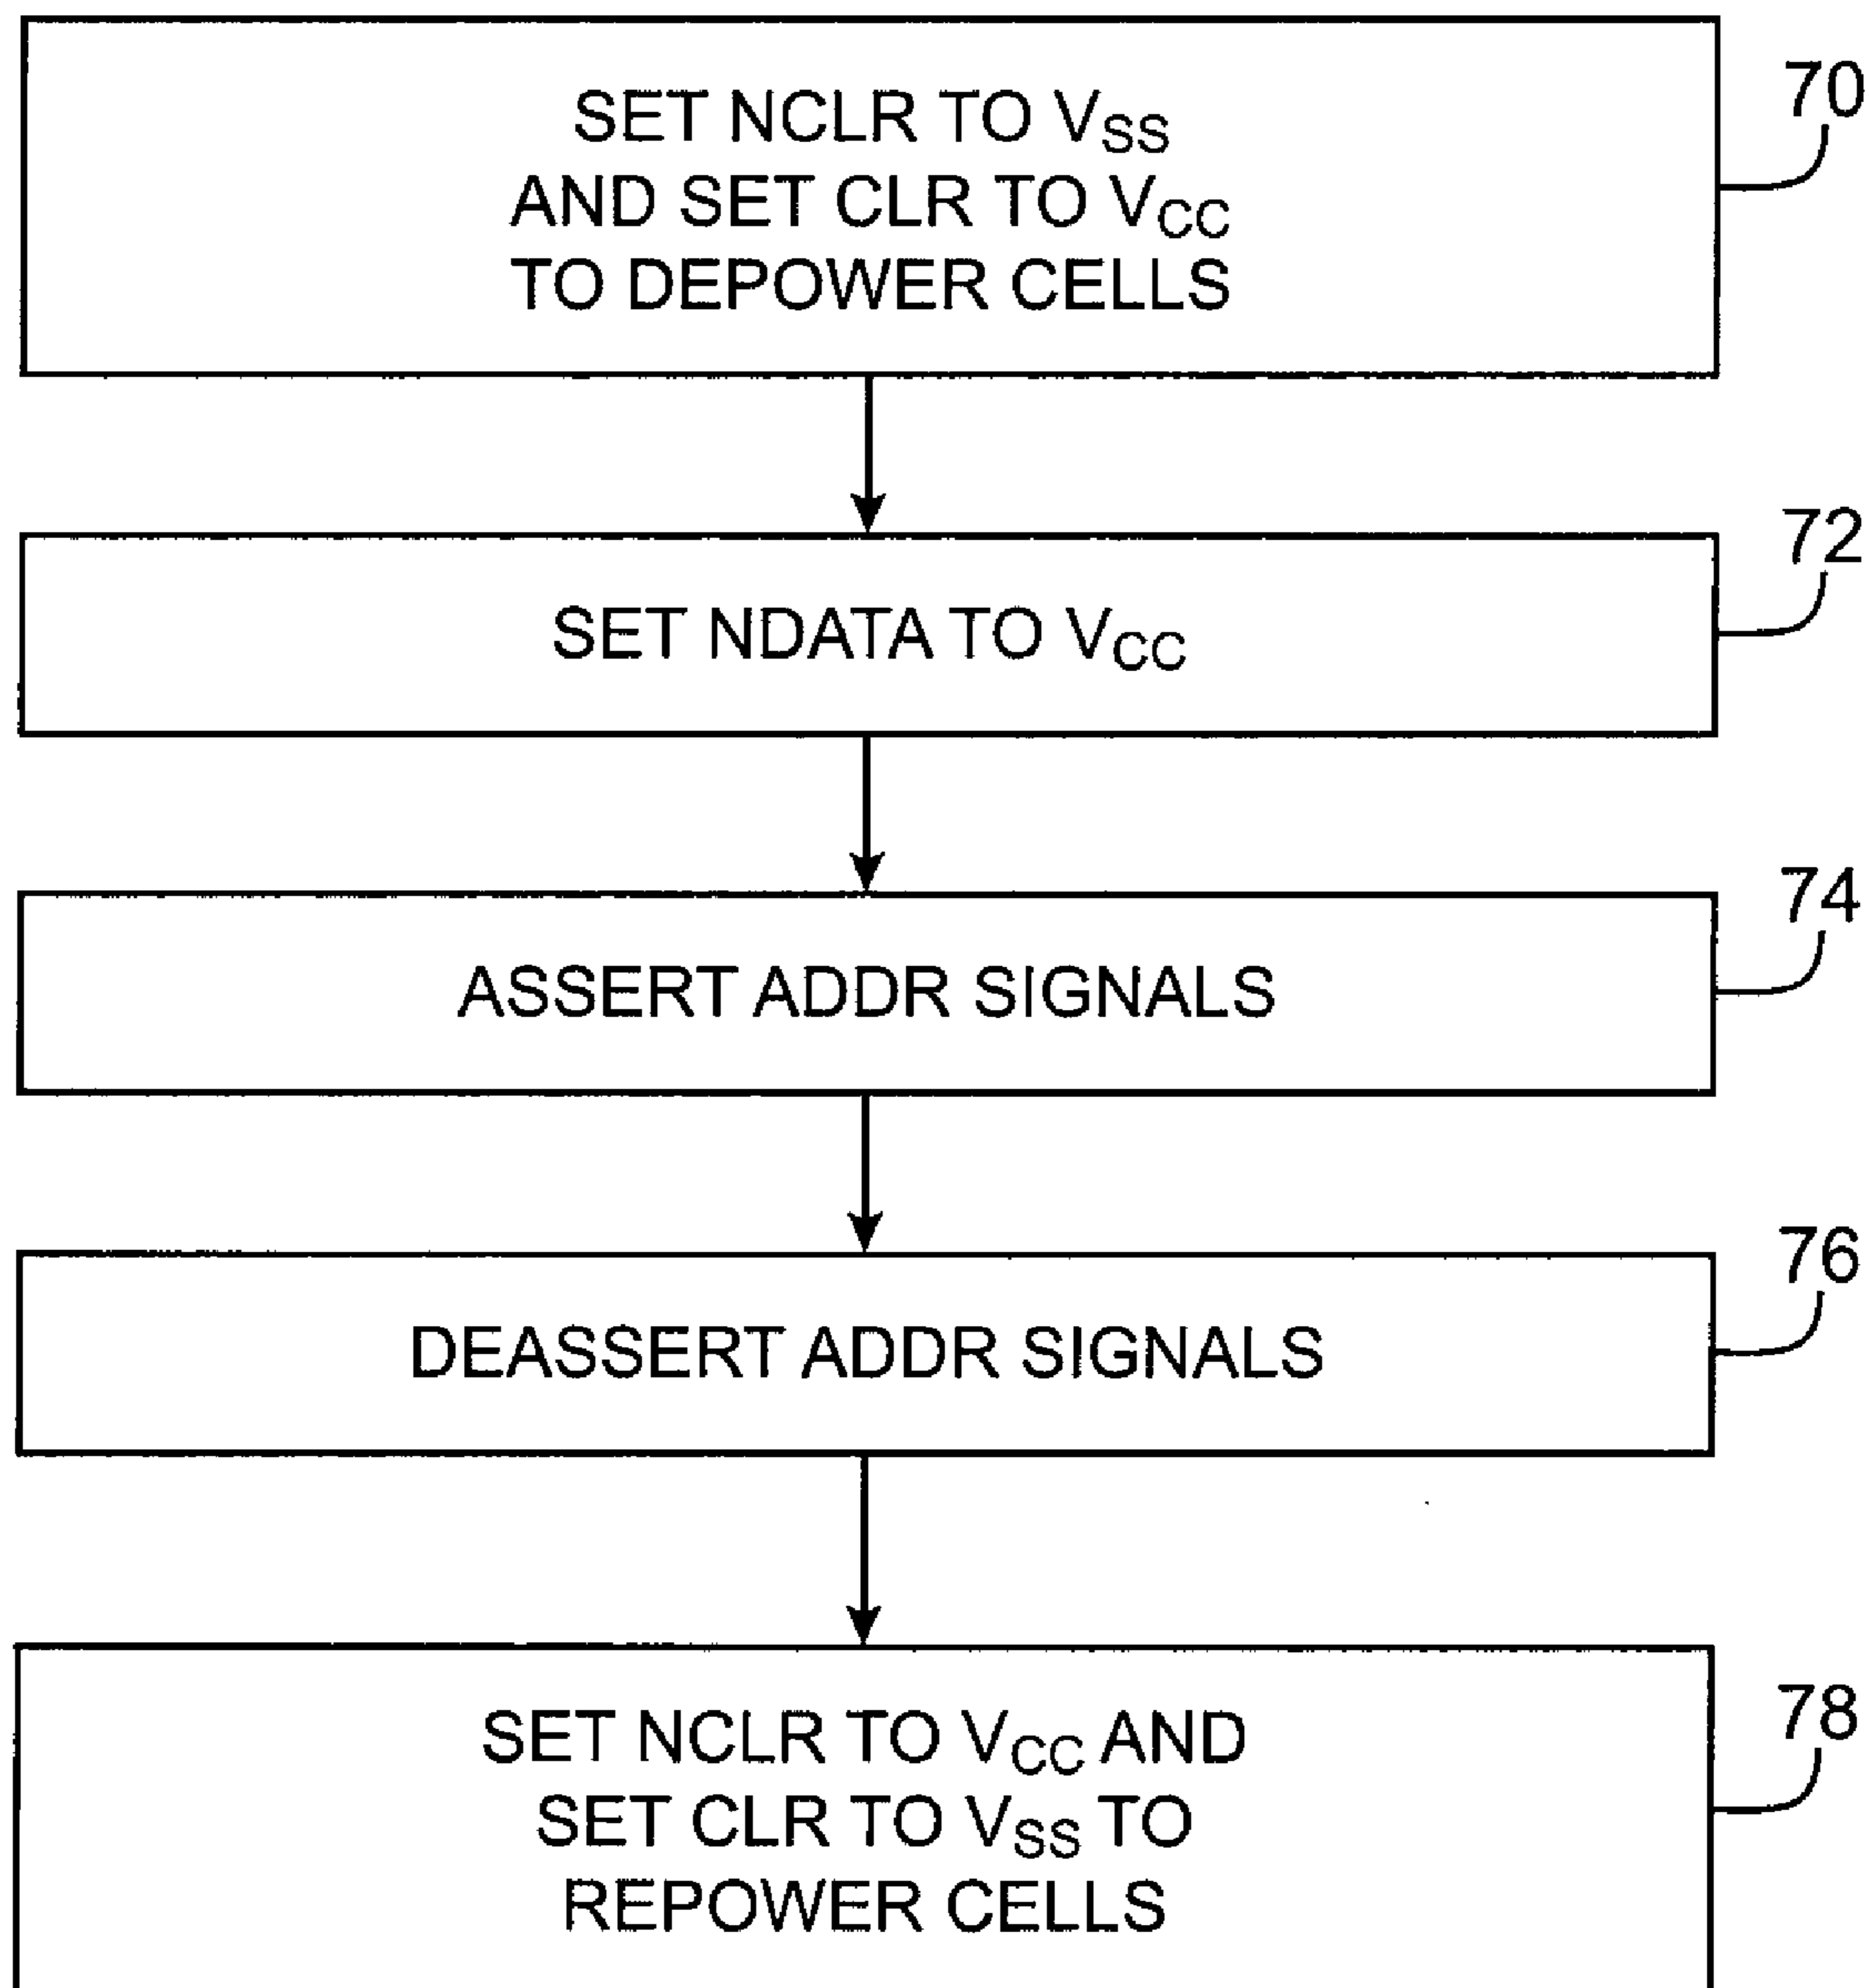 SET NCLR TO VSS
AND SET CLR TO VCC
TO DEPOWER CELLS
70
SET NDATA TO VCC
72
ASSERT ADDR SIGNALS
74
DEASSERT ADDR SIGNALS
76
SET NCLR TO VCC AND
SET CLR TO VSS TO
REPOWER CELLS
78